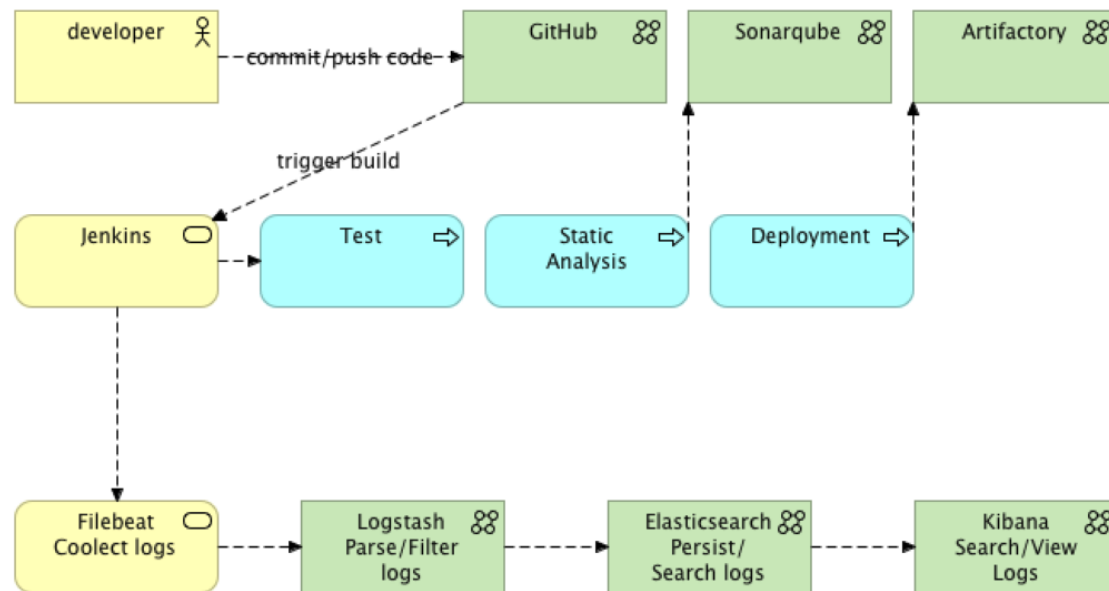 developer
commit/push code
GitHub
Sonarqube
Artifactory
trigger build
Jenkins
Test
Static
Analysis
Deployment
Filebeat
Coolect logs
Logstash
Parse/Filter
logs
Elasticsearch
Persist/
Search logs
Kibana
Search/View
Logs